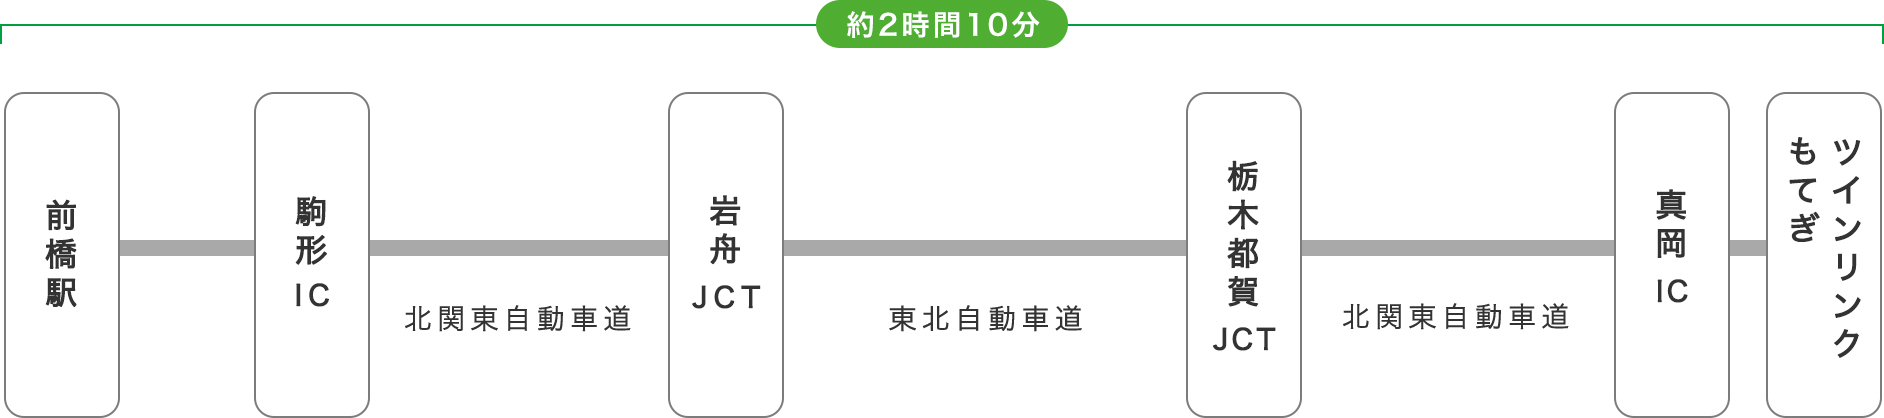 約2時間10分
前橋駅
駒形IC
北関東自動車道
岩舟JCT
東北自動車道
栃木都賀JCT
北関東自動車道
真岡IC
ツインリンク
もてぎ